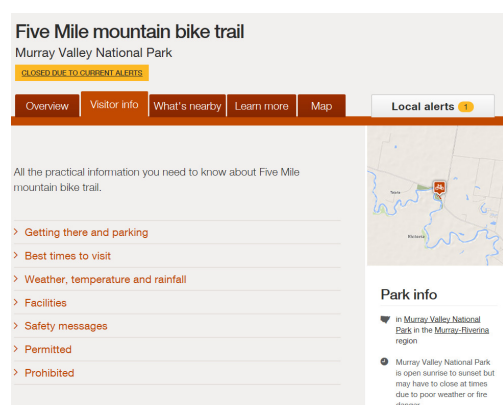 Five Mile mountain bike trail
Murray Valley National Park
CLOSED DUE TO CURRENT ALERTS
Overview
Visitor info
What's nearby
Learn more
Map
Local alerts 1
All the practical information you need to know about Five Mile
mountain bike trail.
> Getting there and parking
> Best times to visit
> Weather, temperature and rainfall
> Facilities
> Safety messages
> Permitted
> Prohibited
Park info
in Murray Valley National
Park in the Murray-Riverina
region
Murray Valley National Park
is open sunrise to sunset but
may have to close at times
due to poor weather or fire
danger